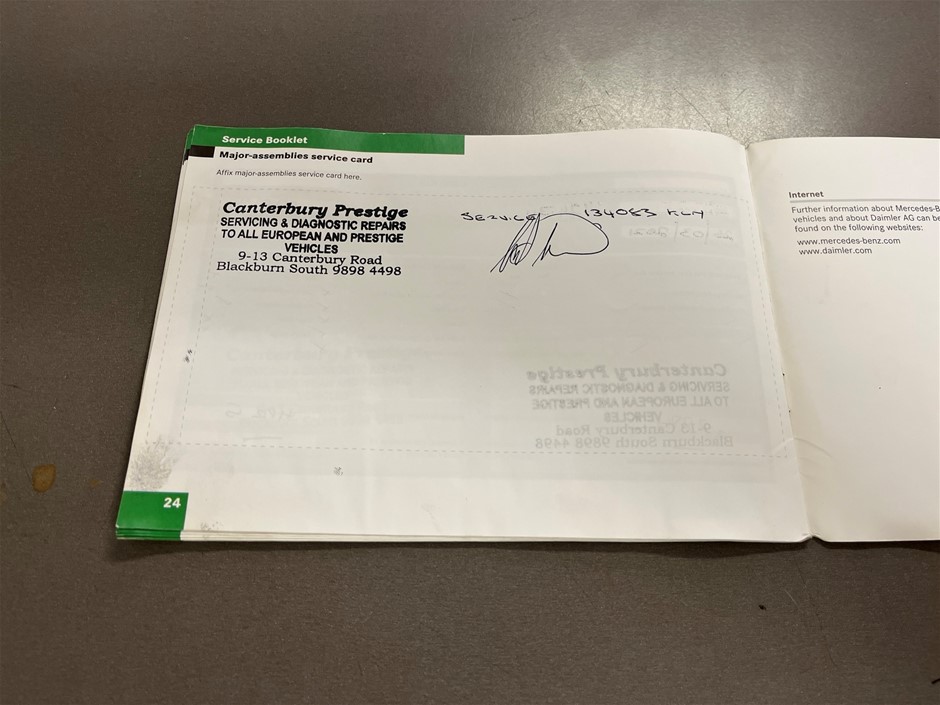 Service Booklet
Major-assemblies service card
Affix major-assemblies service card here.
Canterbury Prestige
SERVICING & DIAGNOSTIC REPAIRS
TO ALL EUROPEAN AND PRESTIGE
VEHICLES
9-13 Canterbury Road
Blackburn South 9898 4498
SERVICE 134083 KLM
24
Internet
Further information about Mercedes-B
vehicles and about Daimler AG can be
found on the following websites:
www.mercedes-benz.com
www.daimler.com